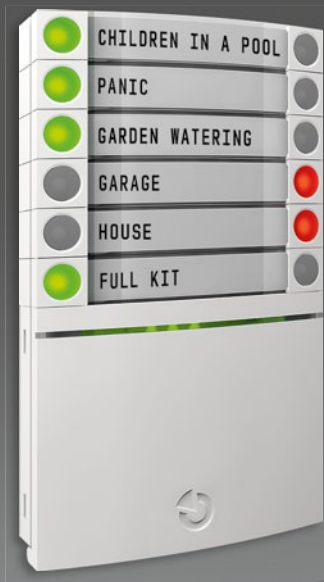 CHILDREN IN A POOL
PANIC
GARDEN WATERING
GARAGE
HOUSE
FULL KIT